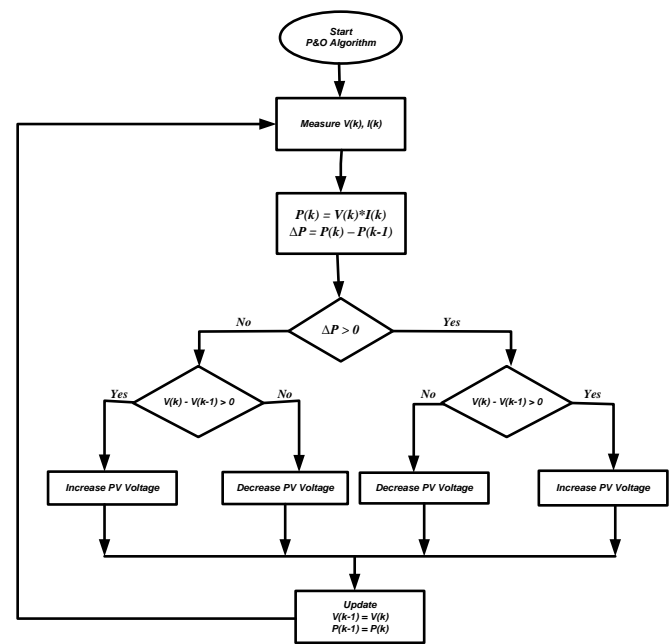 Start
P&O Algorithm
Measure V(k), I(k)
P(k) = V(k)*I(k)
ΔP = P(k) – P(k-1)
No
ΔP > 0
Yes
Yes
V(k) - V(k-1) > 0
No
No
V(k) - V(k-1) > 0
Yes
Increase PV Voltage
Decrease PV Voltage
Decrease PV Voltage
Increase PV Voltage
Update
V(k-1) = V(k)
P(k-1) = P(k)